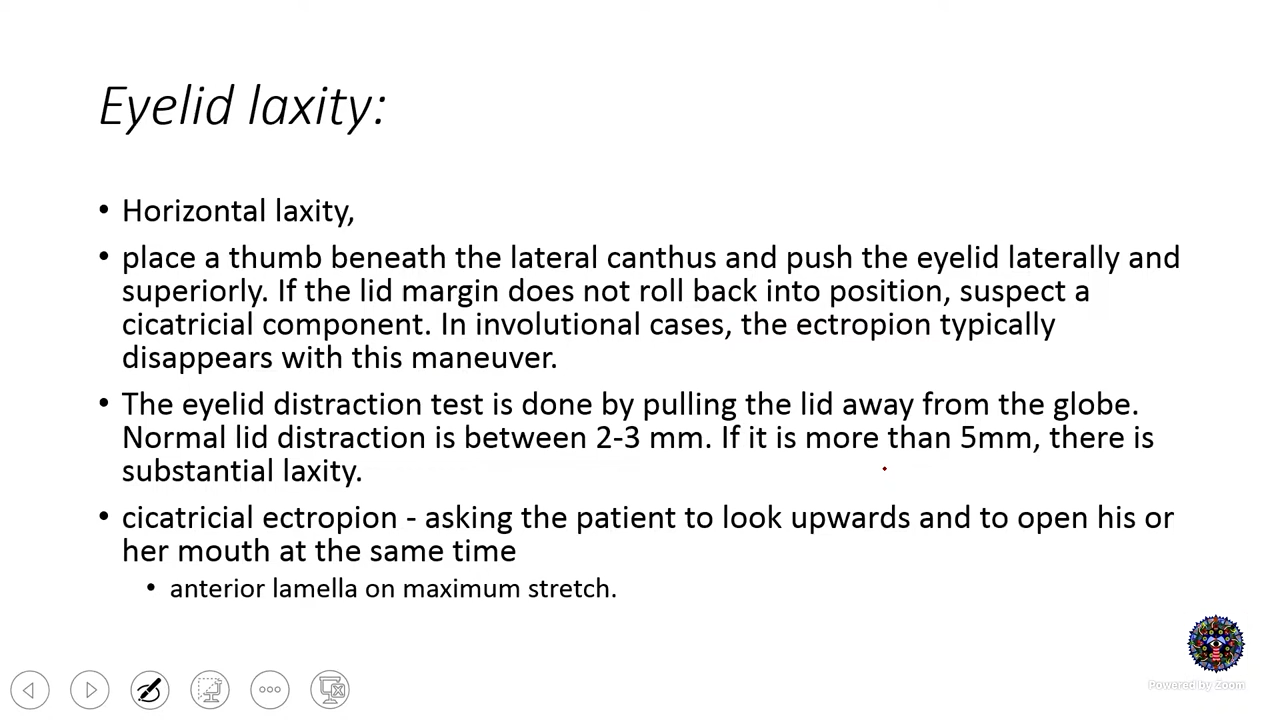 Eyelid laxity:
• Horizontal laxity,
• place a thumb beneath the lateral canthus and push the eyelid laterally and
superiorly. If the lid margin does not roll back into position, suspect a
cicatricial component. In involutional cases, the ectropion typically
disappears with this maneuver.
• The eyelid distraction test is done by pulling the lid away from the globe.
Normal lid distraction is between 2-3 mm. If it is more than 5mm, there is
substantial laxity.
• cicatricial ectropion - asking the patient to look upwards and to open his or
her mouth at the same time
• anterior lamella on maximum stretch.
Powered by Zoom